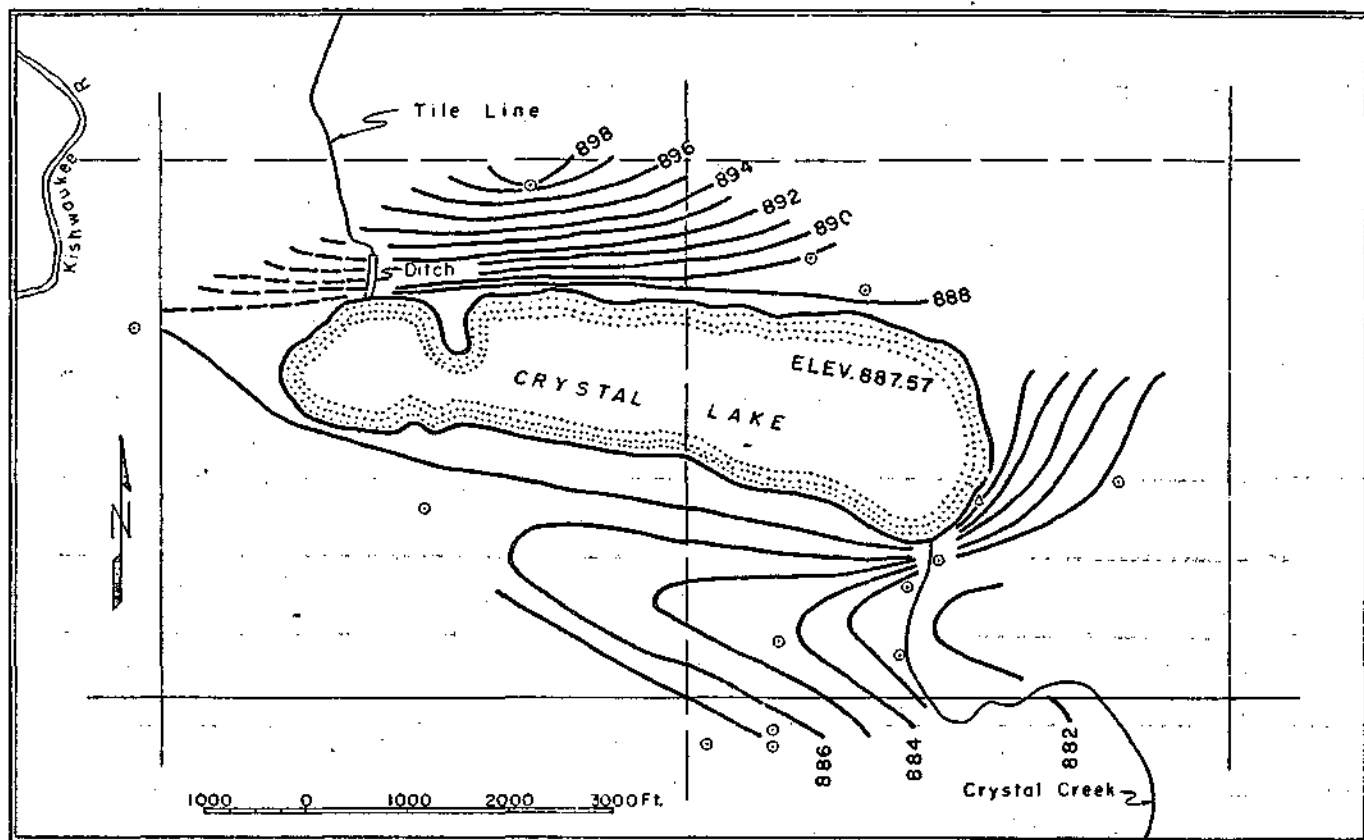 Kishwaukee R
Tile Line
898
896
894
892
890
Ditch
888
ELEV. 887.57
CRYSTAL LAKE
N
886
884
882
Crystal Creek
1000 0 1000 2000 3000 Ft.